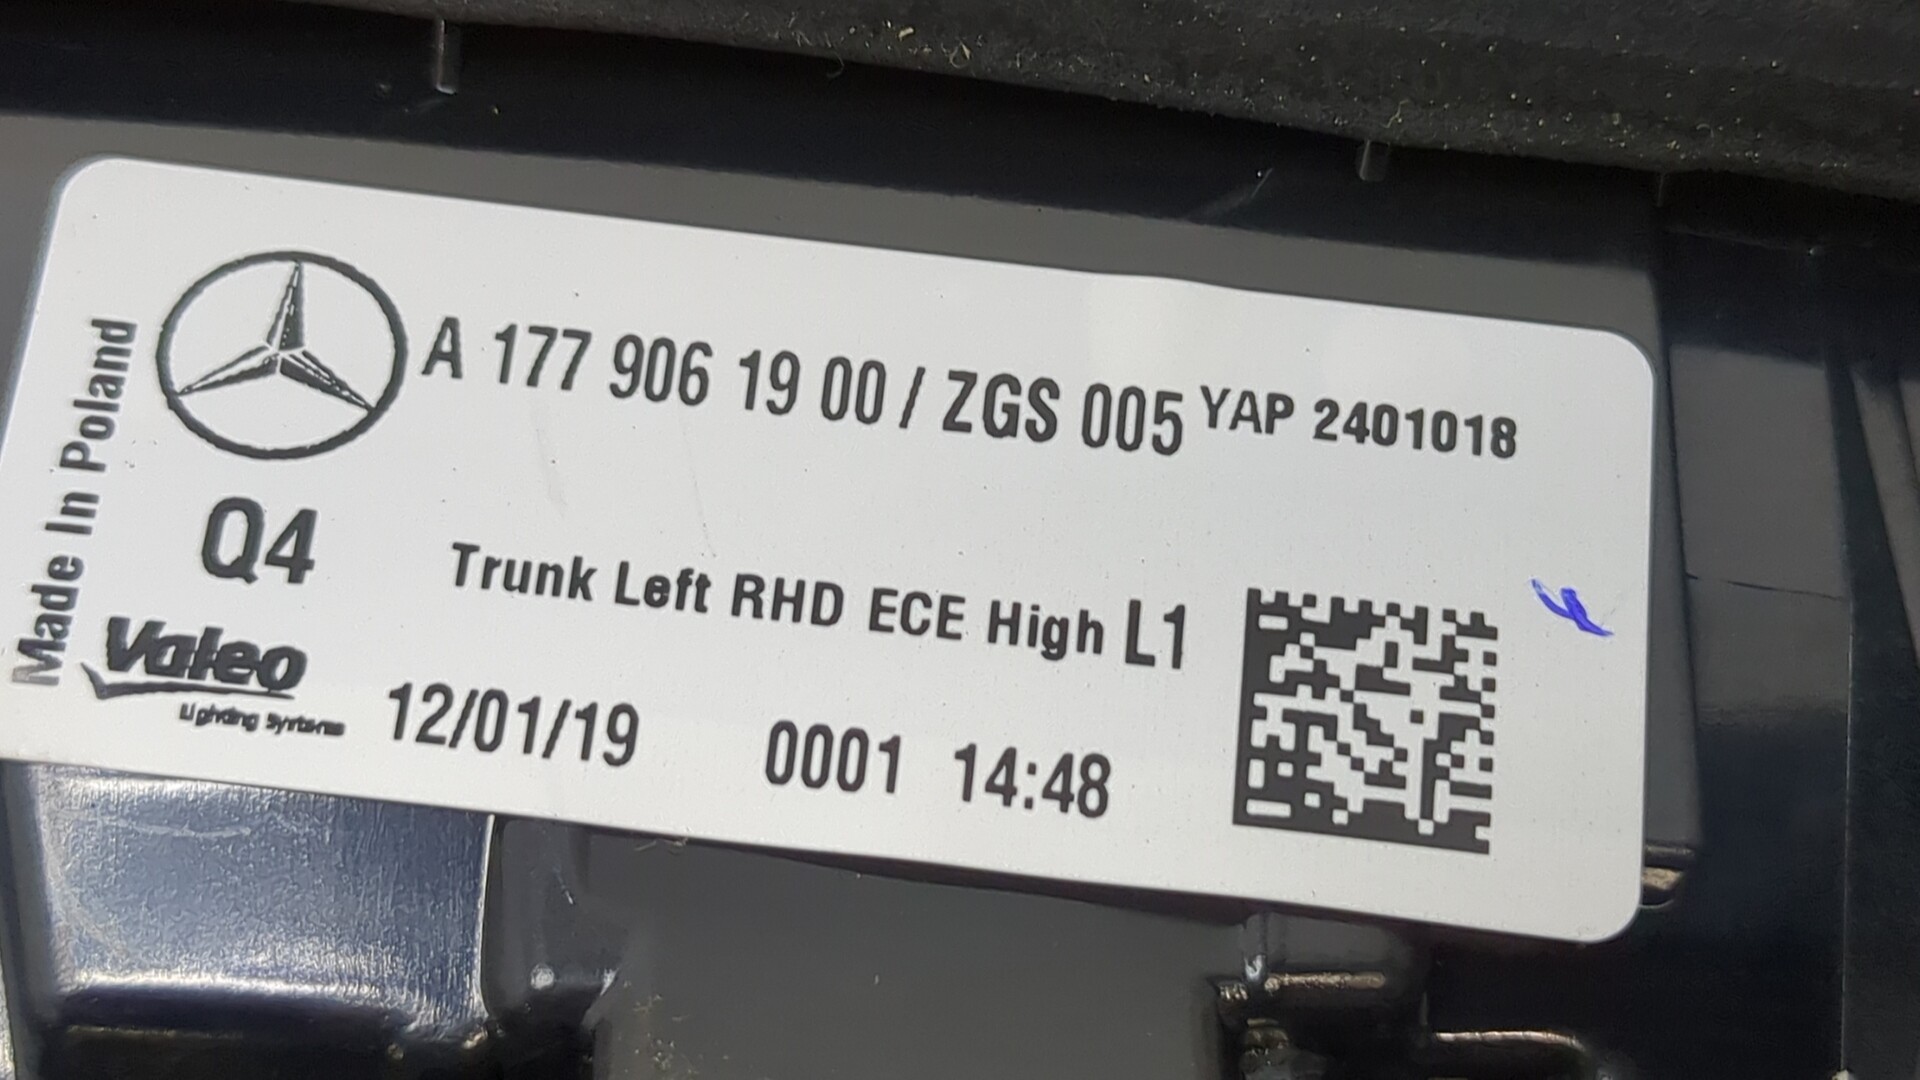 Made In Poland
A 177 906 19 00 / ZGS 005 YAP 2401018
Q4
Trunk Left RHD ECE High L1
Valeo
Lighting Systems
12/01/19 0001 14:48